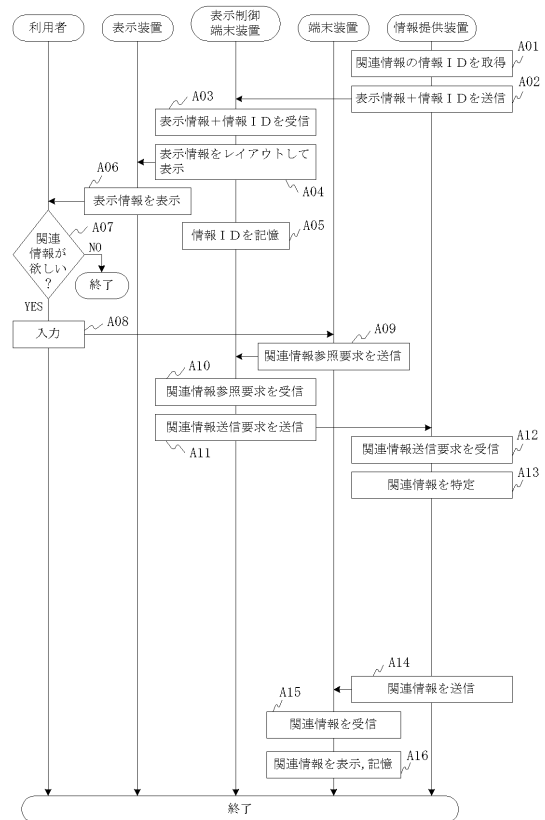 利用者
表示装置
表示制御
端末装置
端末装置
情報提供装置
A01
関連情報の情報IDを取得
A02
表示情報+情報IDを送信
A03
表示情報+情報IDを受信
表示情報をレイアウトして
表示
A04
A06
表示情報を表示
A05
情報IDを記憶
A07
関連
情報が
欲しい
?
NO
終了
YES
A08
入力
A09
関連情報参照要求を送信
A10
関連情報参照要求を受信
関連情報送信要求を送信
A11
A12
関連情報送信要求を受信
A13
関連情報を特定
A14
関連情報を送信
A15
関連情報を受信
A16
関連情報を表示,記憶
終了